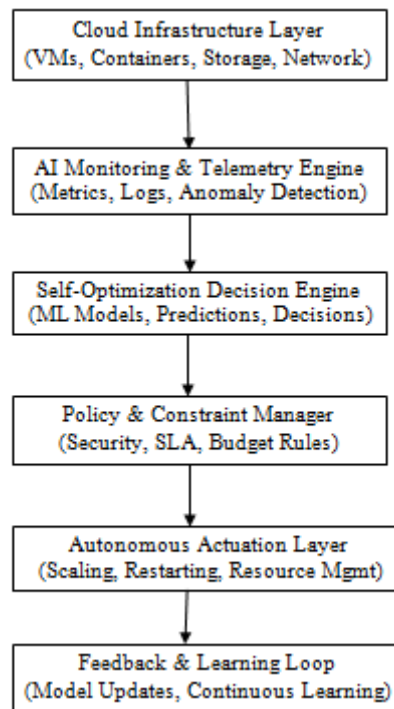 Cloud Infrastructure Layer
(VMs, Containers, Storage, Network)
AI Monitoring & Telemetry Engine
(Metrics, Logs, Anomaly Detection)
Self-Optimization Decision Engine
(ML Models, Predictions, Decisions)
Policy & Constraint Manager
(Security, SLA, Budget Rules)
Autonomous Actuation Layer
(Scaling, Restarting, Resource Mgmt)
Feedback & Learning Loop
(Model Updates, Continuous Learning)